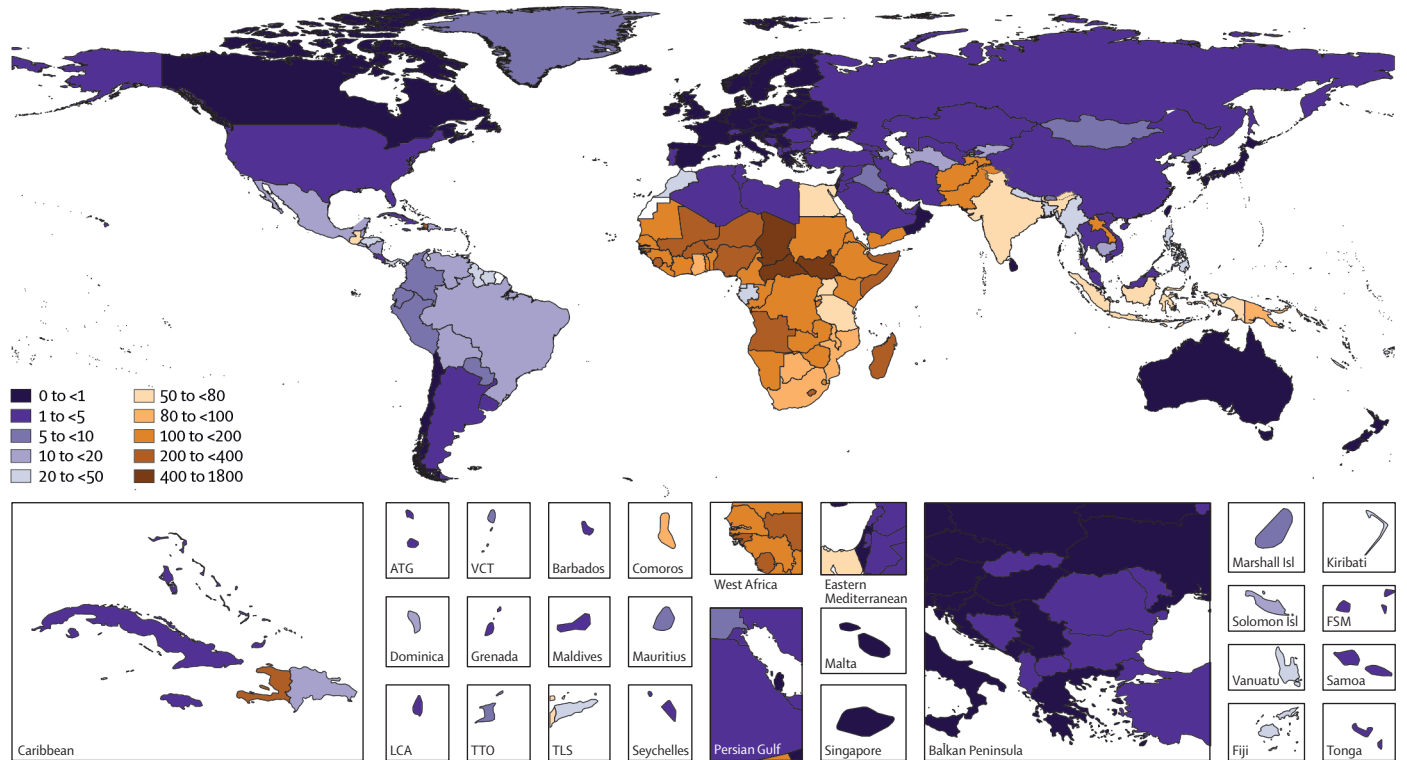 0 to <1
1 to <5
5 to <10
10 to <20
20 to <50
50 to <80
80 to <100
100 to <200
200 to <400
400 to 1800
Caribbean
ATG
VCT
Barbados
Comoros
Dominica
Grenada
Maldives
Mauritius
LCA
TTO
TLS
Seychelles
West Africa
Eastern
Mediterranean
Persian Gulf
Malta
Singapore
Balkan Peninsula
Marshall Isl
Kiribati
Solomon Isl
FSM
Vanuatu
Samoa
Fiji
Tonga